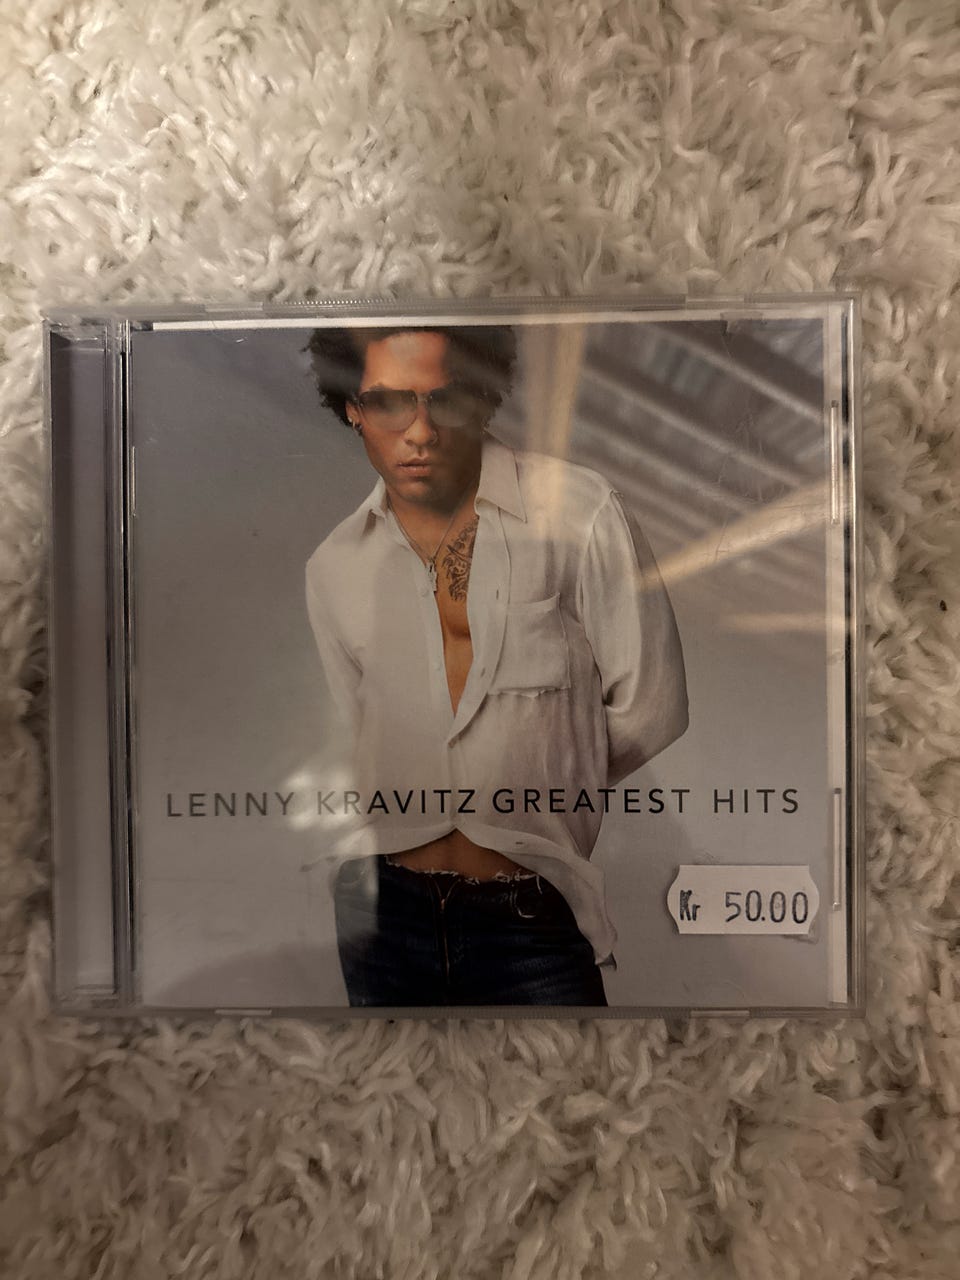 LENNY KRAVITZ GREATEST HITS
Kr 50.00